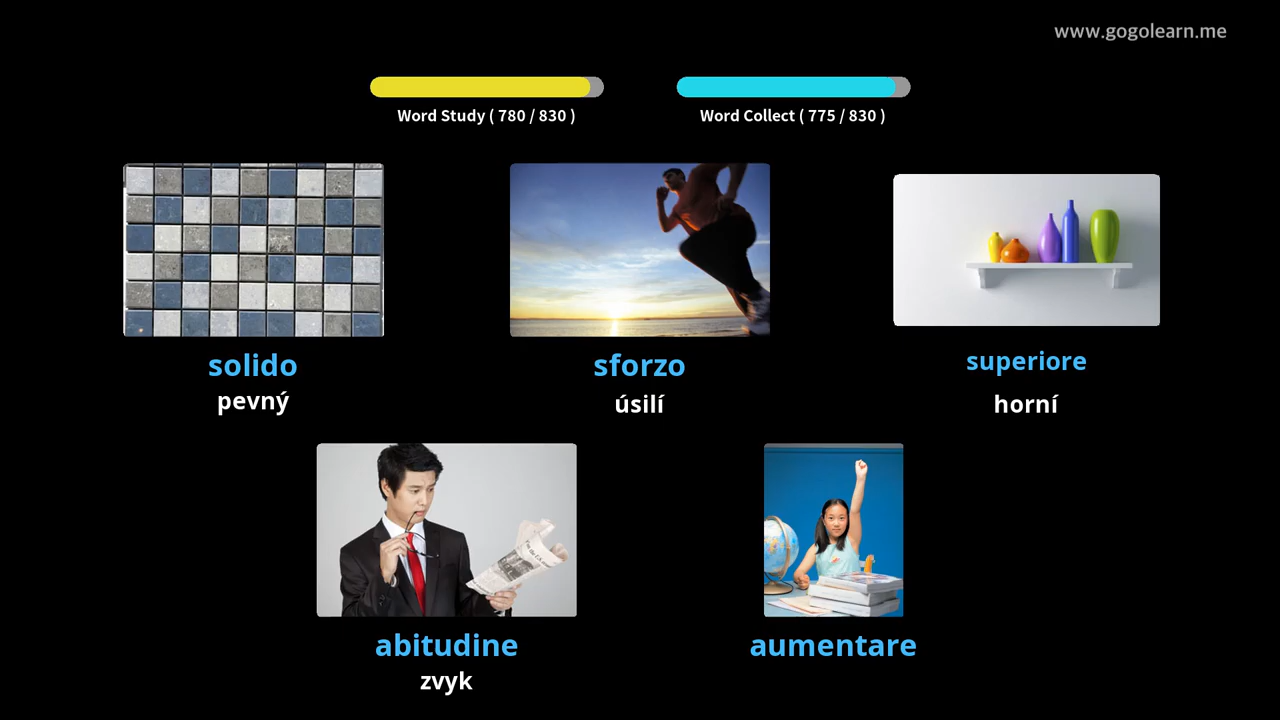 www.gogolearn.me
Word Study ( 780 / 830 )
Word Collect ( 775 / 830 )
solido
pevný
sforzo
úsilí
superiore
horní
abitudine
zvyk
aumentare